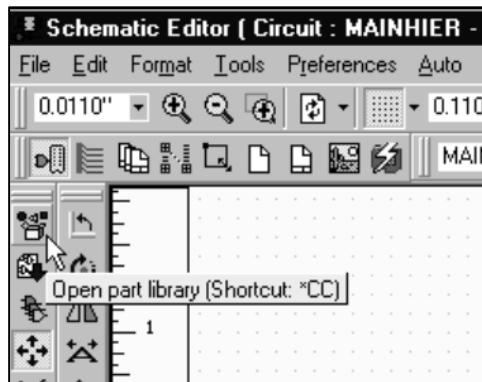 Schematic Editor ( Circuit : MAINHIER -
File Edit Format Tools Preferences Auto
0.0110" 0.110
MAI
Open part library (Shortcut: *CC)
1